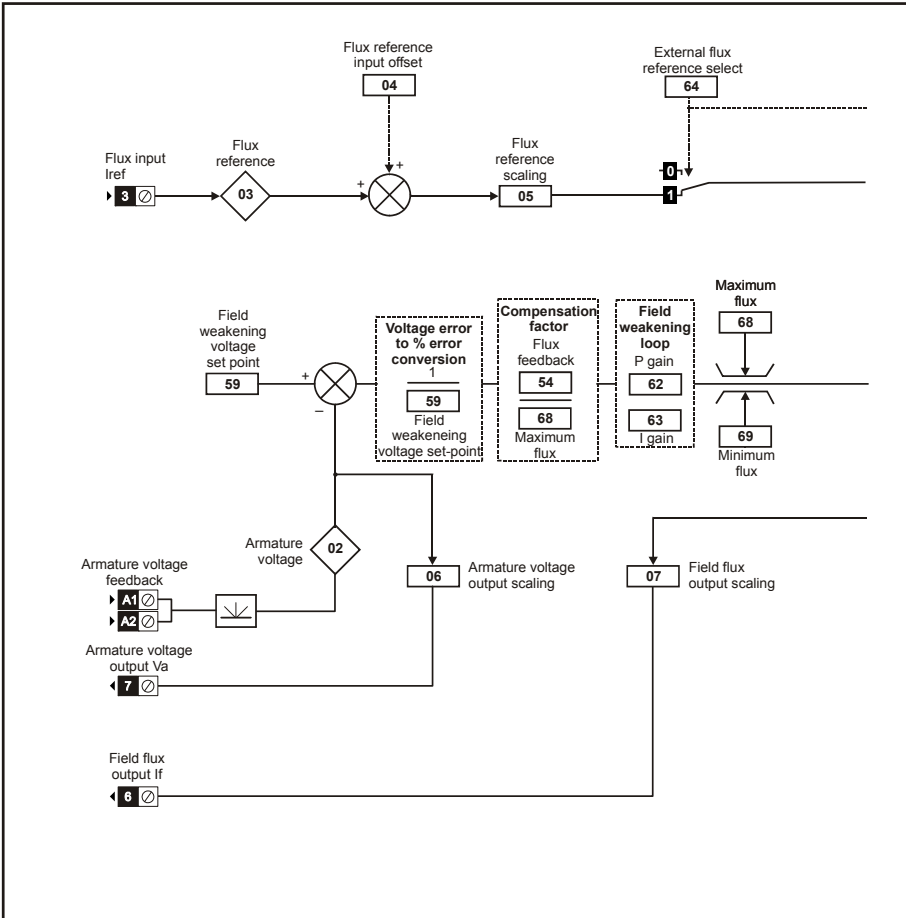 Flux reference
input offset
04
External flux
reference select
64
Flux input
Iref
3
Flux
reference
03
+
+
Flux
reference
scaling
05
0
1
Field
weakening
voltage
set point
59
+
–
Voltage error
to % error
conversion
1
59
Field
weakeneing
voltage set-point
Compensation
factor
Flux
feedback
54
68
Maximum
flux
Field
weakening
loop
P gain
62
63
I gain
Maximum
flux
68
69
Minimum
flux
Armature
voltage
02
Armature voltage
feedback
A1
A2
06
Armature voltage
output scaling
07
Field flux
output scaling
Armature voltage
output Va
7
Field flux
output If
6